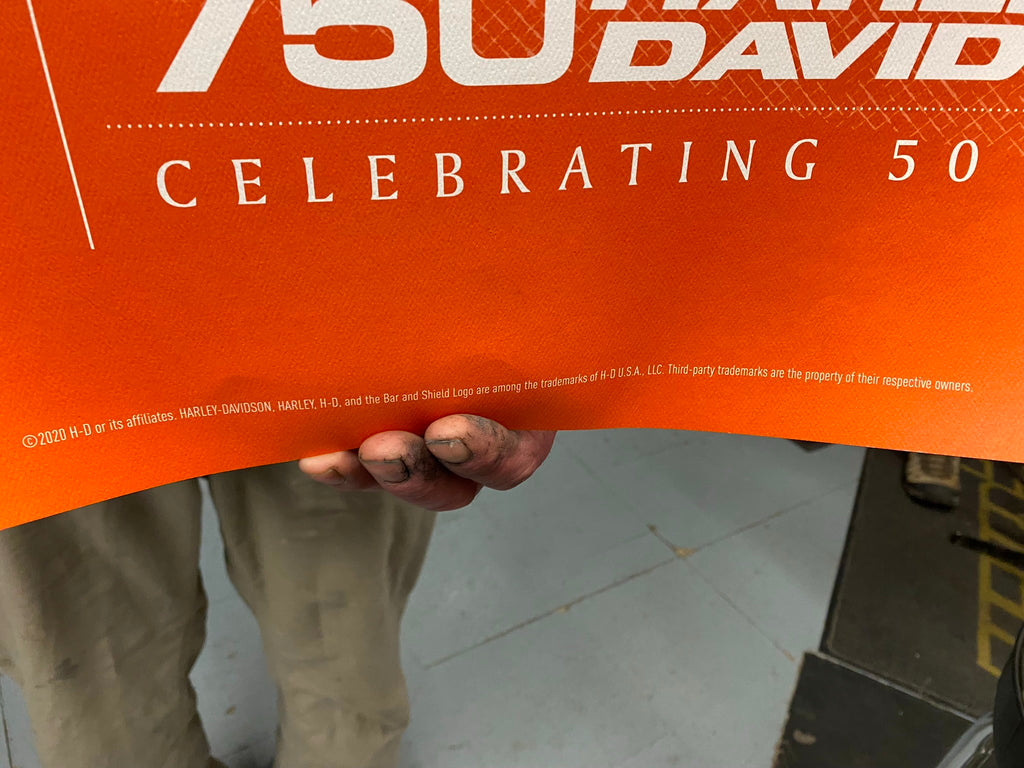 750
DAVID
CELEBRATING 50
©2020 H-D or its affiliates. HARLEY-DAVIDSON, HARLEY, H-D, and the Bar and Shield Logo are among the trademarks of H-D U.S.A., LLC. Third-party trademarks are the property of their respective owners.